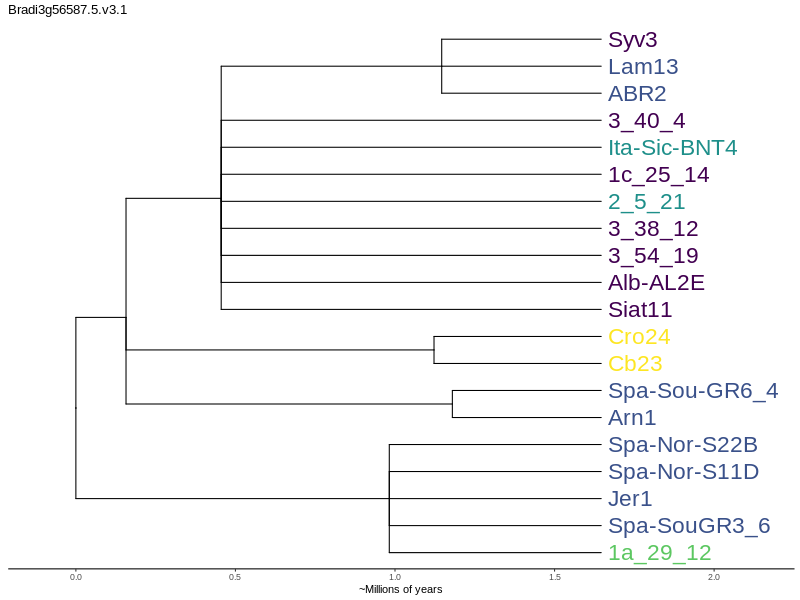 Bradi3g56587.5.v3.1
Syv3
Lam13
ABR2
3_40_4
Ita-Sic-BNT4
1c_25_14
2_5_21
3_38_12
3_54_19
Alb-AL2E
Siat11
Cro24
Cb23
Spa-Sou-GR6_4
Arn1
Spa-Nor-S22B
Spa-Nor-S11D
Jer1
Spa-SouGR3_6
1a_29_12
0.0 0.5 1.0 1.5 2.0
~Millions of years